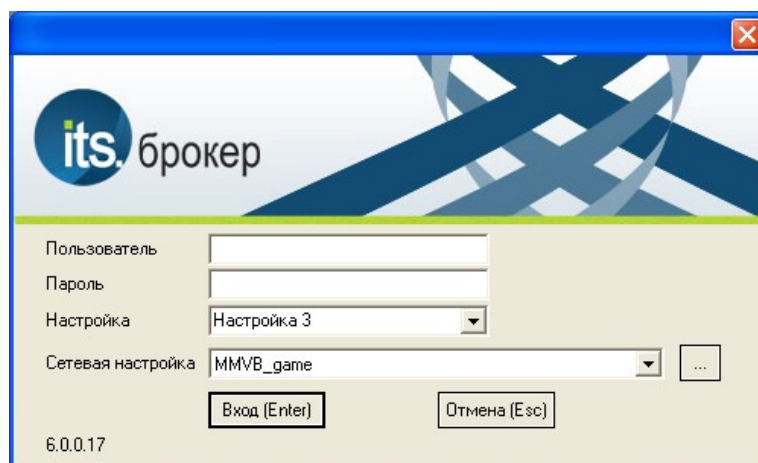 its. брокер
Пользователь
Пароль
Настройка Настройка 3
Сетевая настройка MMVB_game ...
Вход (Enter) Отмена (Esc)
6.0.0.17